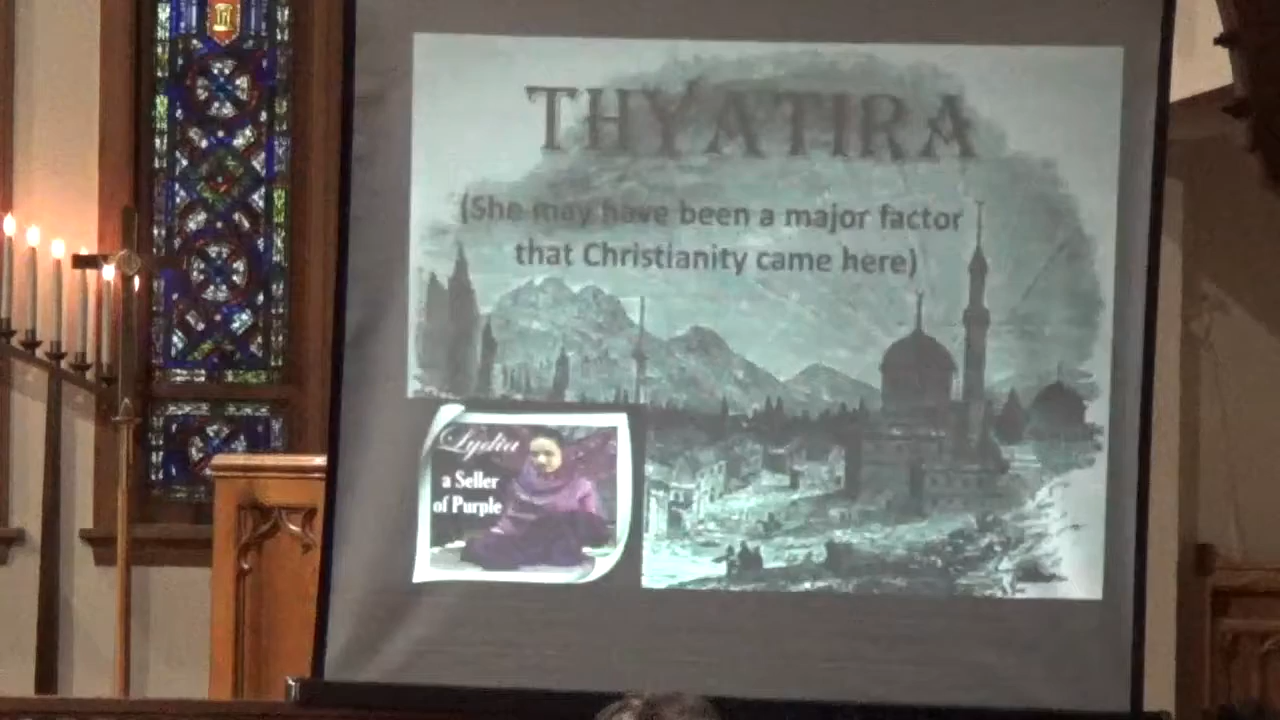 THYATIRA
(She may have been a major factor
that Christianity came here)
Lydia
a Seller
of Purple